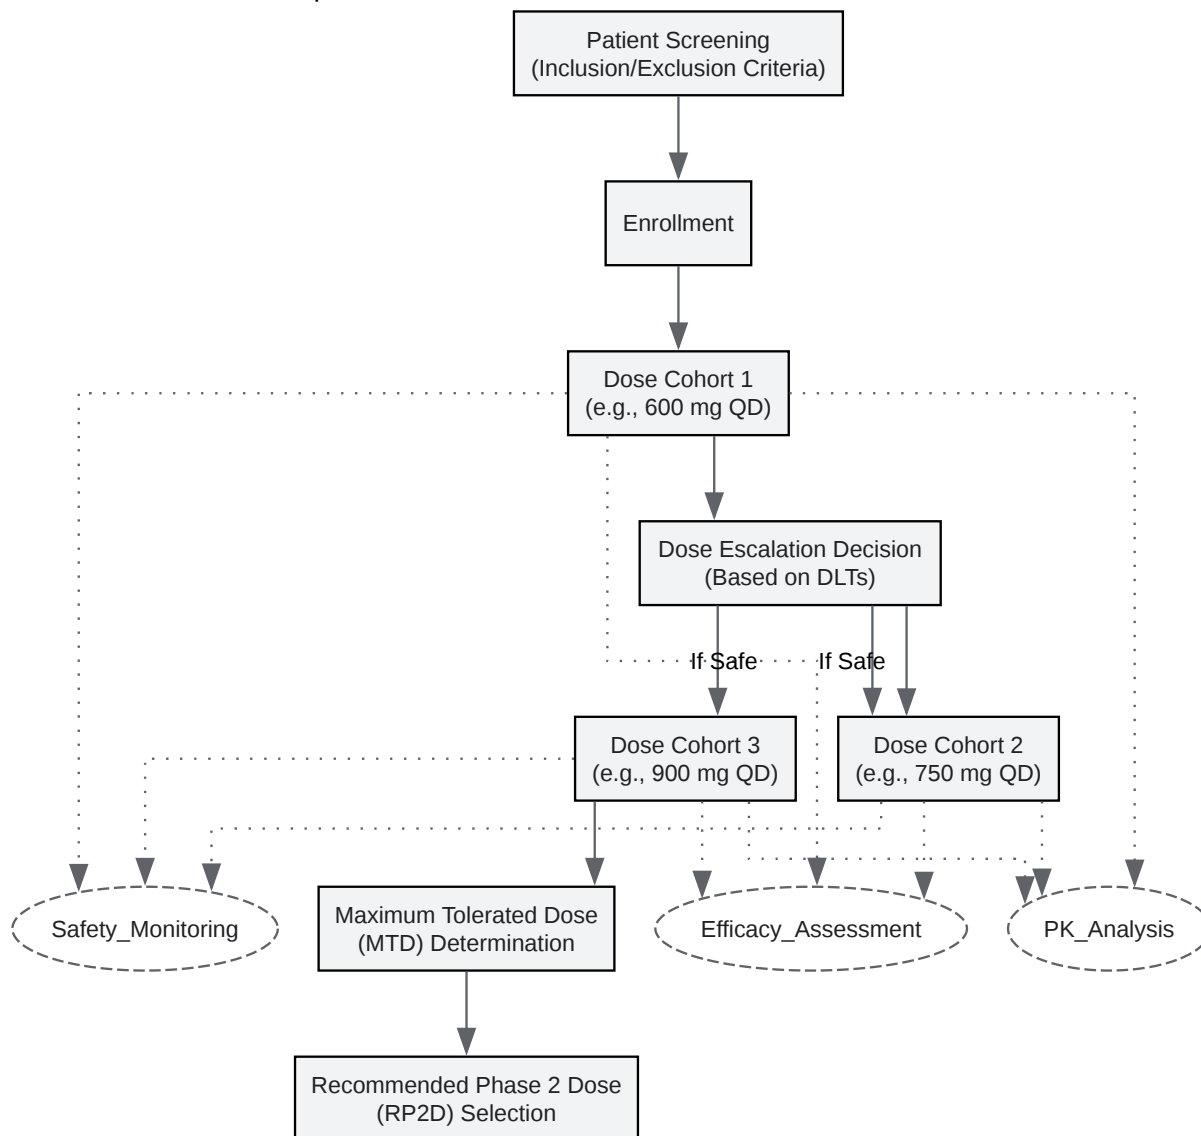 Patient Screening
(Inclusion/Exclusion Criteria)
Enrollment
Dose Cohort 1
(e.g., 600 mg QD)
Dose Escalation Decision
(Based on DLTs)
If Safe
If Safe
Dose Cohort 3
(e.g., 900 mg QD)
Dose Cohort 2
(e.g., 750 mg QD)
Safety_Monitoring
Maximum Tolerated Dose
(MTD) Determination
Efficacy_Assessment
PK_Analysis
Recommended Phase 2 Dose
(RP2D) Selection